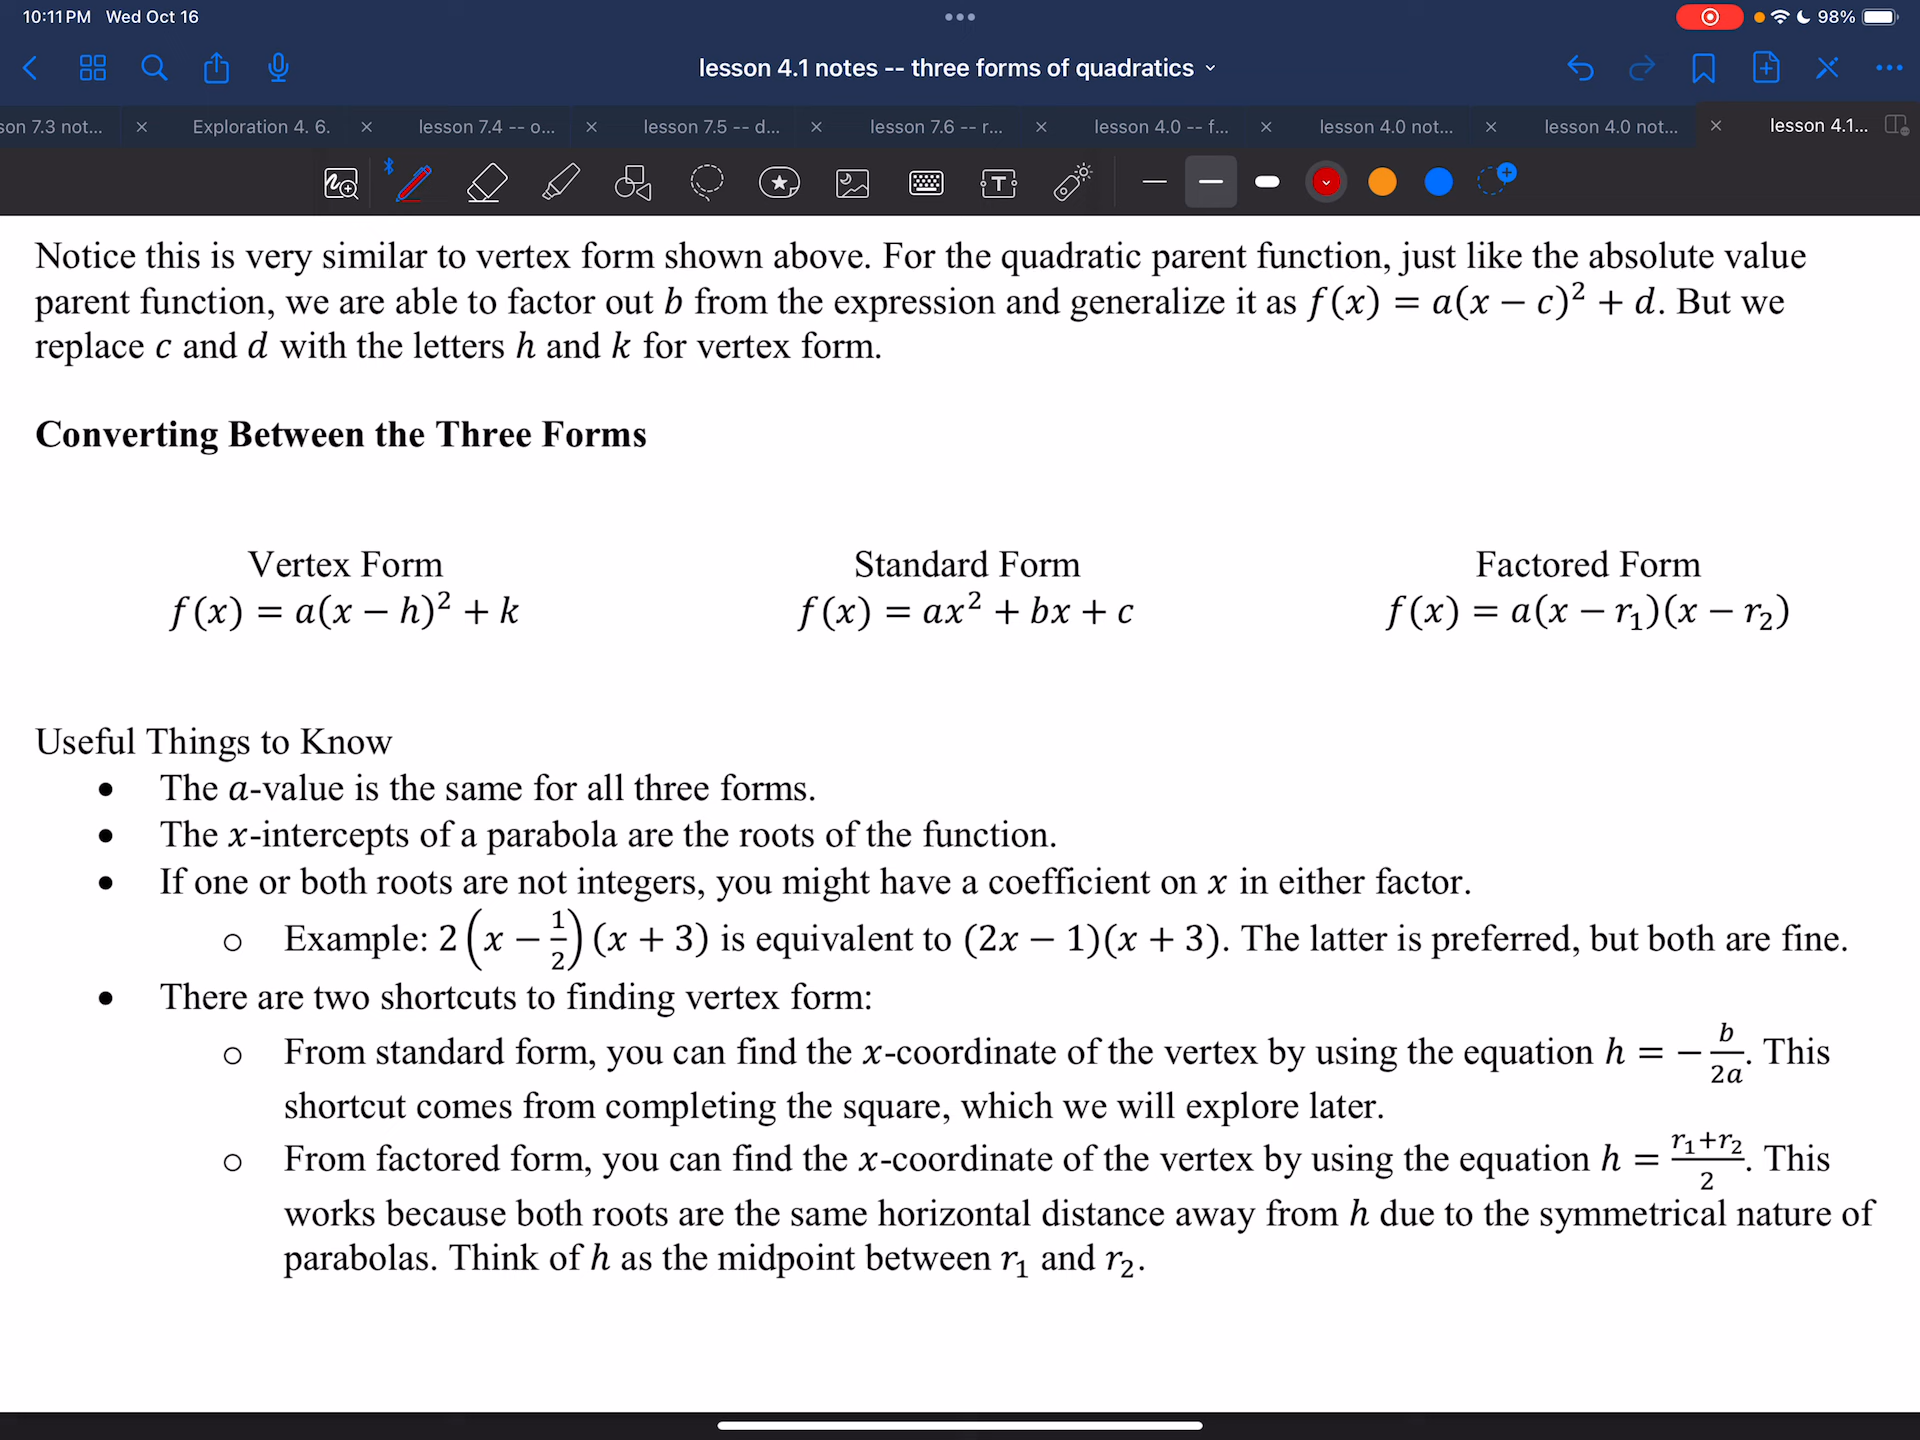 10:11 PM Wed Oct 16
98%
lesson 4.1 notes -- three forms of quadratics
son 7.3 not... × Exploration 4. 6. × lesson 7.4 -- o... × lesson 7.5 -- d... × lesson 7.6 -- r... × lesson 4.0 -- f... × lesson 4.0 not... × lesson 4.0 not... × lesson 4.1...
Notice this is very similar to vertex form shown above. For the quadratic parent function, just like the absolute value
parent function, we are able to factor out b from the expression and generalize it as f(x) = a(x − c)² + d. But we
replace c and d with the letters h and k for vertex form.
Converting Between the Three Forms
Vertex Form
f(x) = a(x − h)² + k
Standard Form
f(x) = ax² + bx + c
Factored Form
f(x) = a(x − r₁)(x − r₂)
Useful Things to Know
• The a-value is the same for all three forms.
• The x-intercepts of a parabola are the roots of the function.
• If one or both roots are not integers, you might have a coefficient on x in either factor.
○ Example: 2(x − 1/2)(x + 3) is equivalent to (2x − 1)(x + 3). The latter is preferred, but both are fine.
• There are two shortcuts to finding vertex form:
○ From standard form, you can find the x-coordinate of the vertex by using the equation h = − b/2a. This
shortcut comes from completing the square, which we will explore later.
○ From factored form, you can find the x-coordinate of the vertex by using the equation h = r₁+r₂/2. This
works because both roots are the same horizontal distance away from h due to the symmetrical nature of
parabolas. Think of h as the midpoint between r₁ and r₂.